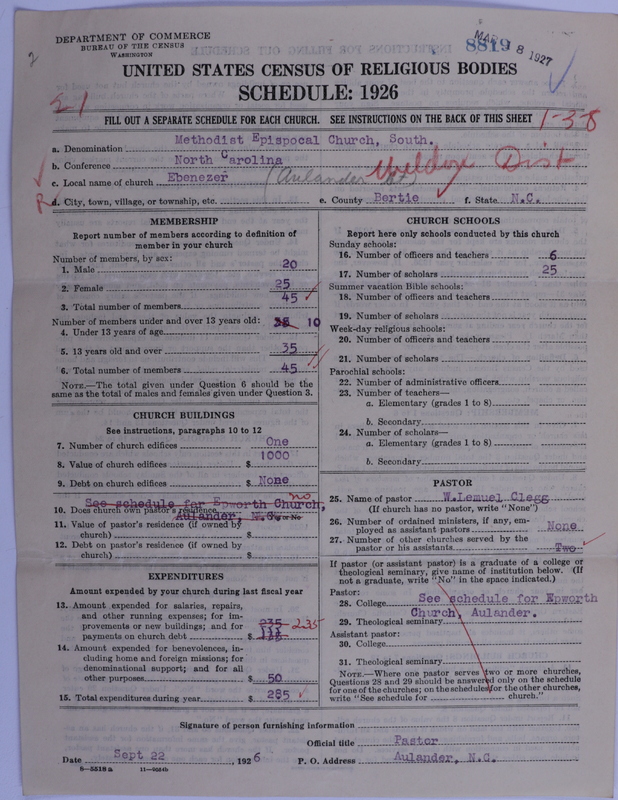 DEPARTMENT OF COMMERCE
BUREAU OF THE CENSUS
WASHINGTON
8819
MAR 18 1927
UNITED STATES CENSUS OF RELIGIOUS BODIES
SCHEDULE: 1926
FILL OUT A SEPARATE SCHEDULE FOR EACH CHURCH. SEE INSTRUCTIONS ON THE BACK OF THIS SHEET
1-3-8
a. Denomination Methodist Epispocal Church, South.
b. Conference North Carolina
Weldon Dist
c. Local name of church Ebenezer (Aulander Ct)
d. City, town, village, or township, etc. e. County Bertie f. State N.C.
MEMBERSHIP
Report number of members according to definition of
member in your church
Number of members, by sex:
1. Male 20
2. Female 25
3. Total number of members 45
Number of members under and over 13 years old:
4. Under 13 years of age 10
5. 13 years old and over 35
6. Total number of members 45
NOTE.—The total given under Question 6 should be the
same as the total of males and females given under Question 3.
CHURCH BUILDINGS
See instructions, paragraphs 10 to 12
7. Number of church edifices One
8. Value of church edifices $ 1000
9. Debt on church edifices $ None
See schedule for Epworth Church, no
10. Does church own pastor's residence
Aulander, N.C. Yes or No
11. Value of pastor's residence (if owned by
church) $
12. Debt on pastor's residence (if owned by
church) $
EXPENDITURES
Amount expended by your church during last fiscal year
13. Amount expended for salaries, repairs,
and other running expenses; for im-
provements or new buildings; and for
payments on church debt $ 235 235
14. Amount expended for benevolences, in-
cluding home and foreign missions; for
denominational support; and for all
other purposes $ 50
15. Total expenditures during year $ 285
CHURCH SCHOOLS
Report here only schools conducted by this church
Sunday schools:
16. Number of officers and teachers 6
17. Number of scholars 25
Summer vacation Bible schools:
18. Number of officers and teachers
19. Number of scholars
Week-day religious schools:
20. Number of officers and teachers
21. Number of scholars
Parochial schools:
22. Number of administrative officers
23. Number of teachers—
a. Elementary (grades 1 to 8)
b. Secondary
24. Number of scholars—
a. Elementary (grades 1 to 8)
b. Secondary
PASTOR
25. Name of pastor W.Lemuel Clegg
(If church has no pastor, write "None")
26. Number of ordained ministers, if any, em-
ployed as assistant pastors None
27. Number of other churches served by the
pastor or his assistants Two
If pastor (or assistant pastor) is a graduate of a college or
theological seminary, give name of institution below. (If
not a graduate, write "No" in the space indicated.)
Pastor:
28. College See schedule for Epworth
Church, Aulander.
29. Theological seminary
Assistant pastor:
30. College
31. Theological seminary
NOTE.—Where one pastor serves two or more churches,
Questions 28 and 29 should be answered only on the schedule
for one of the churches; on the schedules for the other churches,
write "See schedule for church."
Signature of person furnishing information
Official title Pastor
Date Sept 22, 1926 P. O. Address Aulander, N.C.
8—5518a 11—9054b